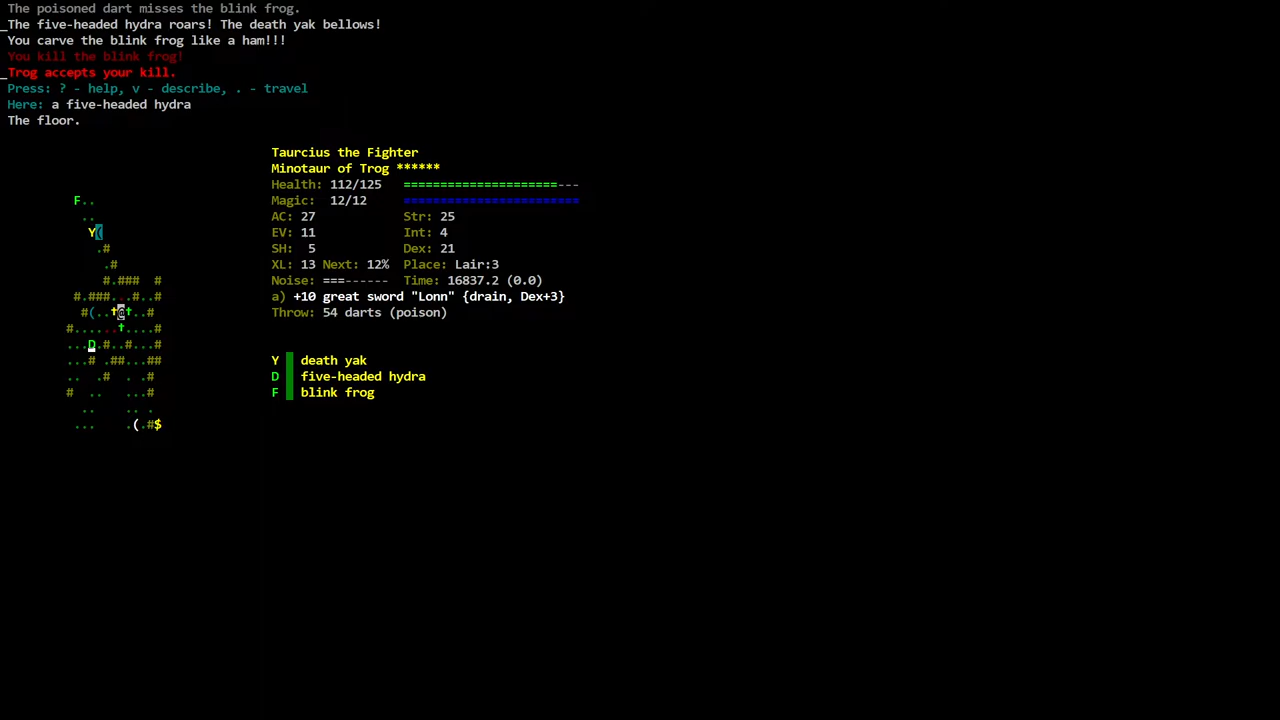 The poisoned dart misses the blink frog.
_The five-headed hydra roars! The death yak bellows!
You carve the blink frog like a ham!!!
You kill the blink frog!
_Trog accepts your kill.
Press: ? - help, v - describe, . - travel
Here: a five-headed hydra
The floor.
Taurcius the Fighter
Minotaur of Trog ******
F.. Health: 112/125 =====================---
.. Magic: 12/12 ========================
AC: 27 Str: 25
Y( EV: 11 Int: 4
.# SH: 5 Dex: 21
.# XL: 13 Next: 12% Place: Lair:3
#.### # Noise: ===------ Time: 16837.2 (0.0)
#.###...#..# a) +10 great sword "Lonn" {drain, Dex+3}
#(..†@†..# Throw: 54 darts (poison)
#......†....#
...D.#..#...#
...# .##...## Y death yak
.. .# . .# D five-headed hydra
# .. ...# F blink frog
.. .. .
... .(.#$